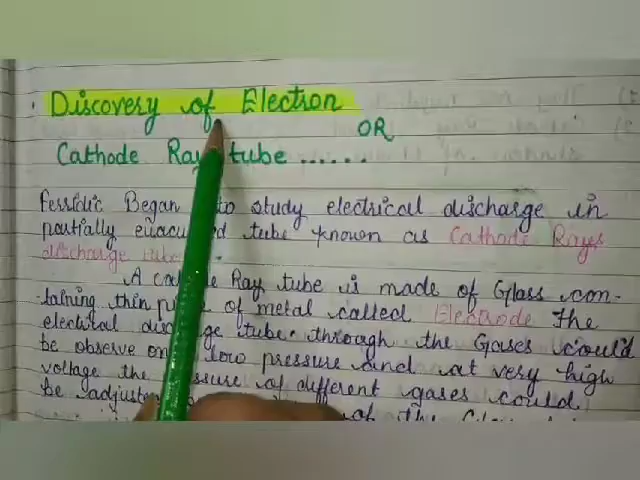 Discovery of Electron
OR
Cathode Ray tube ......
Began to study electrical discharge in
partially tube known as Cathode Rays
discharge
A Ray tube is made of Glass con-
-taining thin of metal called Electrode The
electrical tube. through the Gases could
be observe on low pressure and at very high
voltage the of different gases could
be
of the